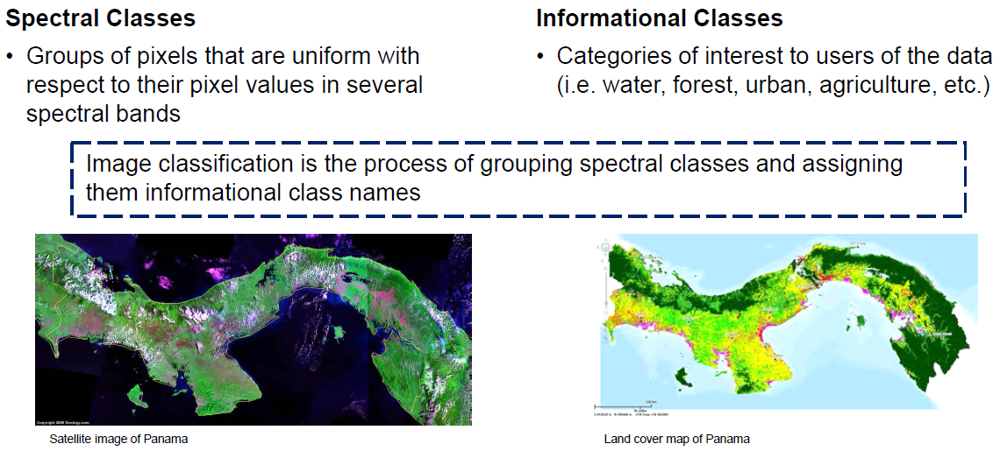 Spectral Classes
• Groups of pixels that are uniform with
respect to their pixel values in several
spectral bands
Informational Classes
• Categories of interest to users of the data
(i.e. water, forest, urban, agriculture, etc.)
Image classification is the process of grouping spectral classes and assigning
them informational class names
Copyright 2006 Geology.com
Satellite image of Panama
Land cover map of Panama